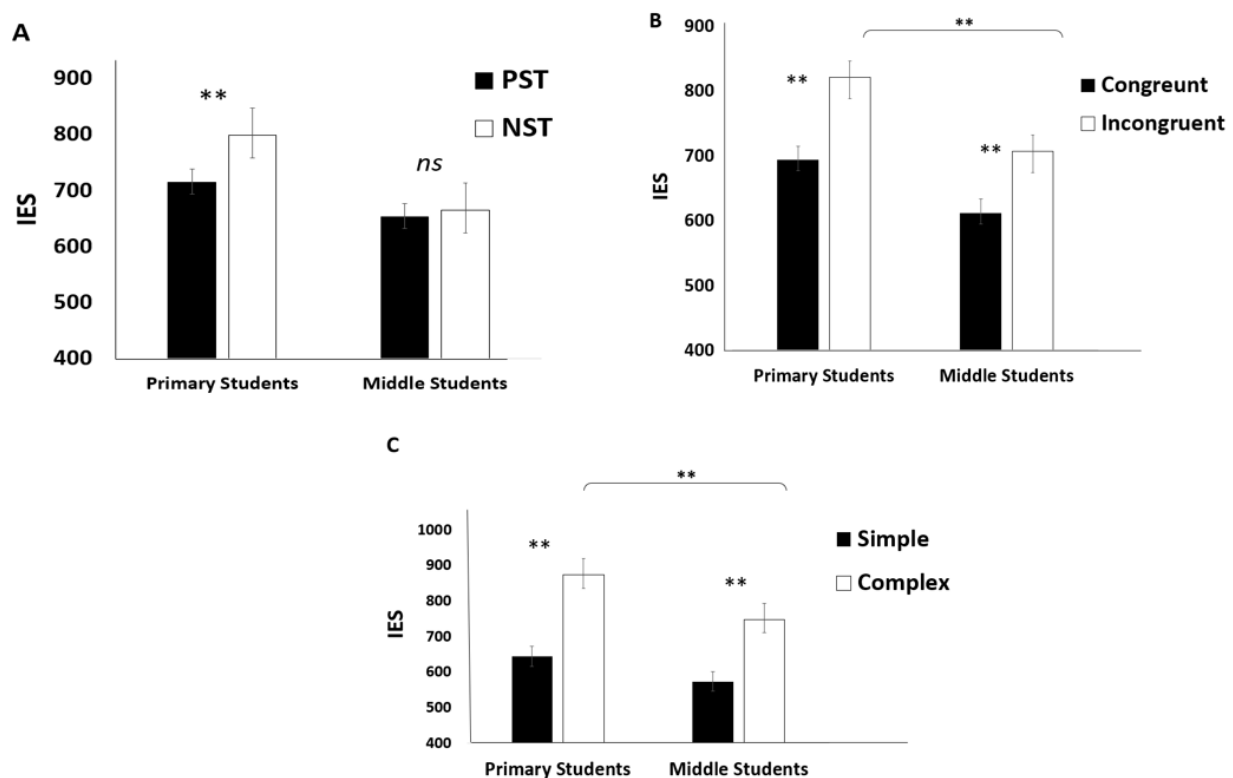 A
900
800
700
600
500
400
IES
**
ns
PST
NST
Primary Students
Middle Students
B
900
800
700
600
500
400
IES
**
**
**
Congreunt
Incongruent
Primary Students
Middle Students
C
1000
900
800
700
600
500
400
IES
**
**
**
Simple
Complex
Primary Students
Middle Students